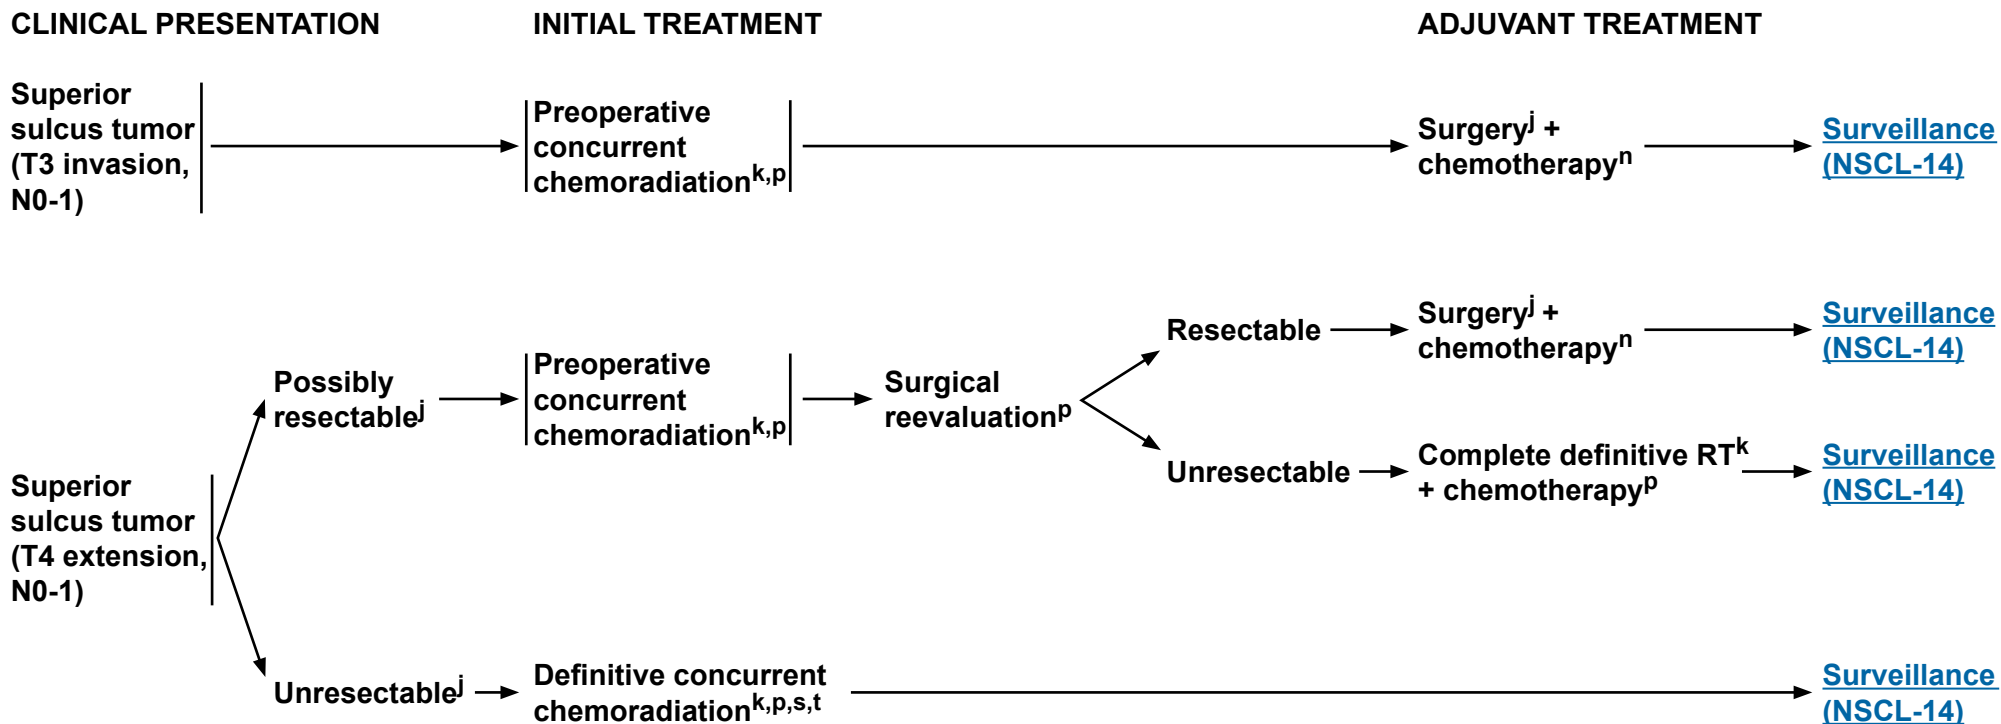 CLINICAL PRESENTATION
INITIAL TREATMENT
ADJUVANT TREATMENT
Superior
sulcus tumor
(T3 invasion,
N0-1)
Preoperative
concurrent
chemoradiationk,p
Surgeryj +
chemotherapyn
Surveillance
(NSCL-14)
Superior
sulcus tumor
(T4 extension,
N0-1)
Possibly
resectablej
Preoperative
concurrent
chemoradiationk,p
Surgical
reevaluationp
Resectable
Surgeryj +
chemotherapyn
Surveillance
(NSCL-14)
Unresectable
Complete definitive RTk
+ chemotherapyp
Surveillance
(NSCL-14)
Unresectablej
Definitive concurrent
chemoradiationk,p,s,t
Surveillance
(NSCL-14)